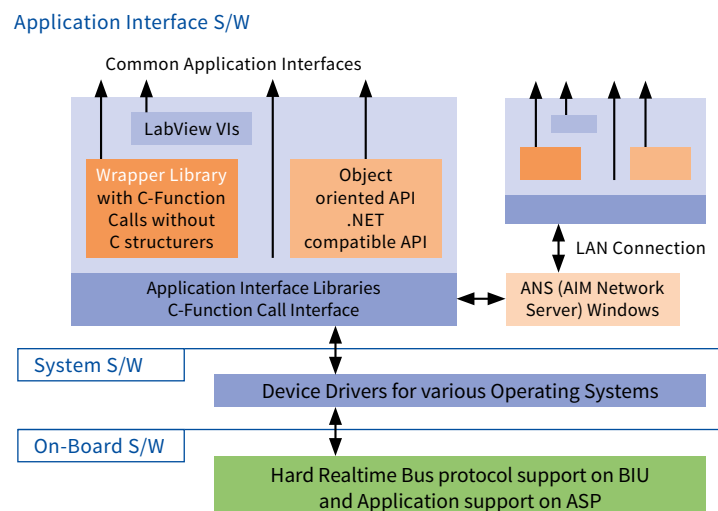 Application Interface S/W
Common Application Interfaces
LabView VIs
Wrapper Library
with C-Function
Calls without
C structurers
Object
oriented API
.NET
compatible API
LAN Connection
Application Interface Libraries
C-Function Call Interface
ANS (AIM Network
Server) Windows
System S/W
Device Drivers for various Operating Systems
On-Board S/W
Hard Realtime Bus protocol support on BIU
and Application support on ASP